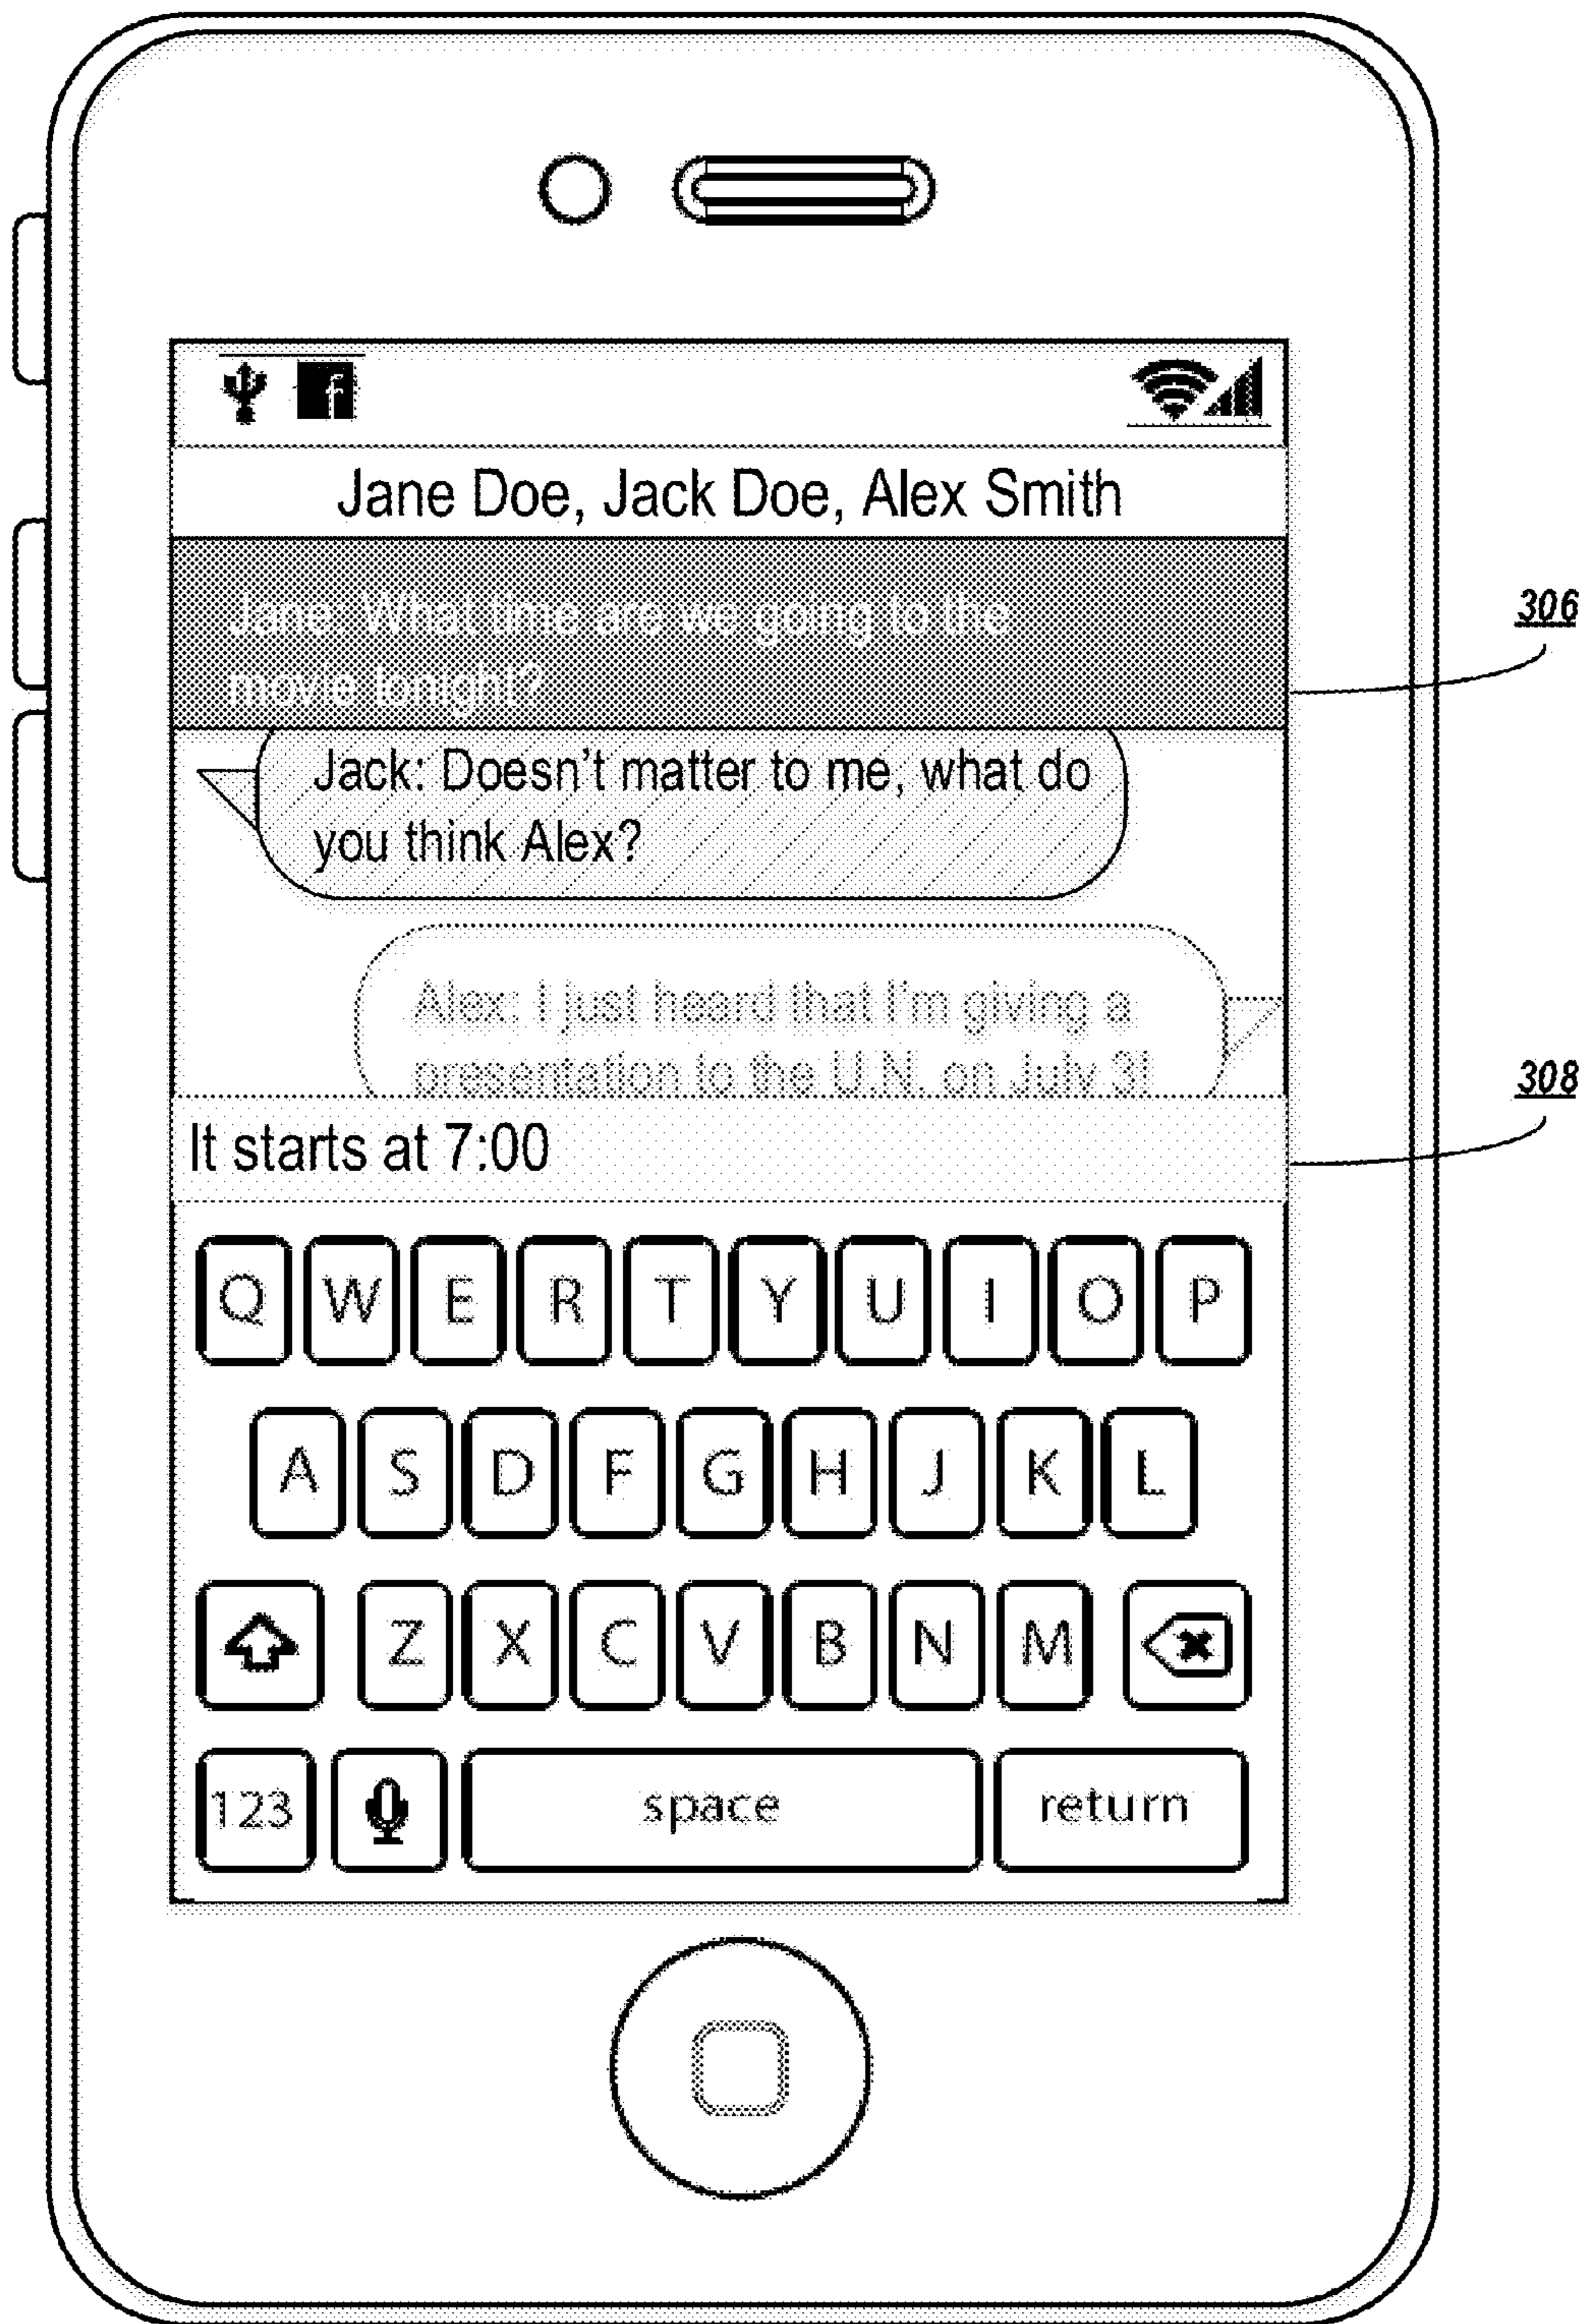 Jane Doe, Jack Doe, Alex Smith
Jane: What time are we going to the
movie tonight?
306
Jack: Doesn't matter to me, what do
you think Alex?
Alex: I just heard that I'm giving a
presentation to the U.N. on July 3!
308
It starts at 7:00
Q W E R T Y U I O P
A S D F G H J K L
Z X C V B N M
123 space return